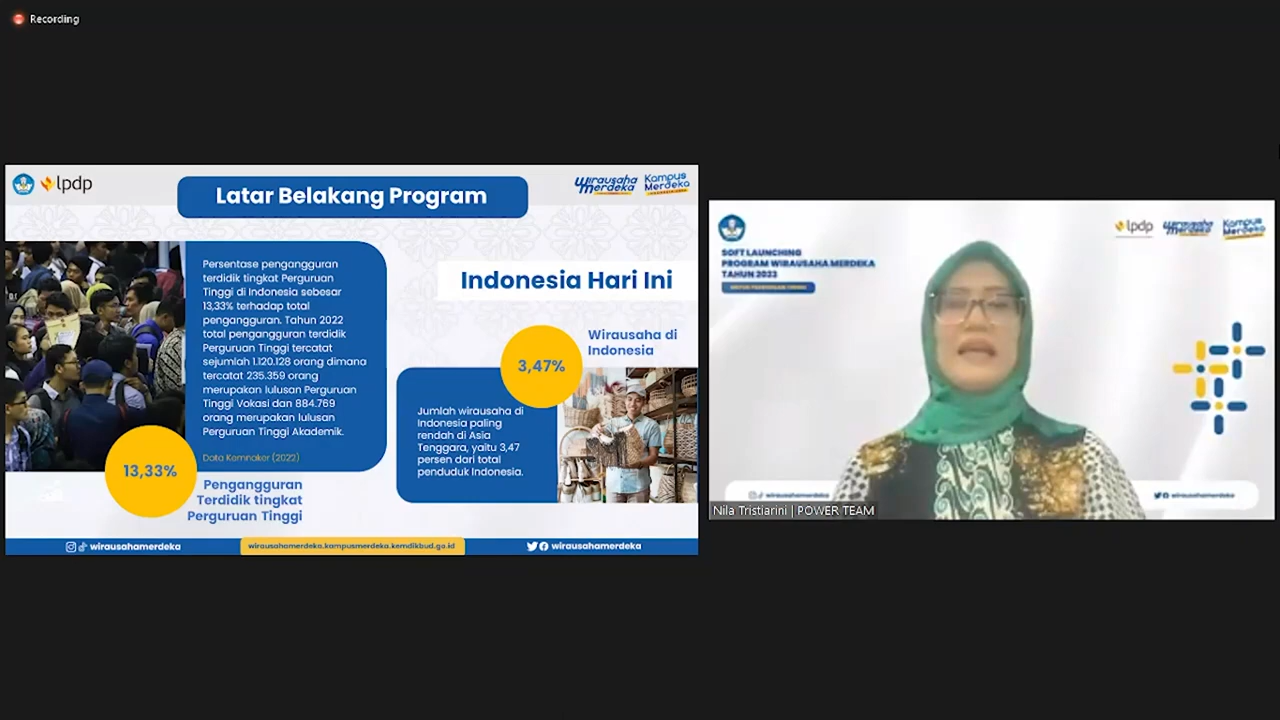 Recording
lpdp
Latar Belakang Program
Wirausaha
Merdeka
Kampus
Merdeka
Persentase pengangguran
terdidik tingkat Perguruan
Tinggi di Indonesia sebesar
13,33% terhadap total
pengangguran. Tahun 2022
total pengangguran terdidik
Perguruan Tinggi tercatat
sejumlah 1.120.128 orang dimana
tercatat 235.359 orang
merupakan lulusan Perguruan
Tinggi Vokasi dan 884.769
orang merupakan lulusan
Perguruan Tinggi Akademik.
Data Kemnaker (2022)
13,33%
Pengangguran
Terdidik tingkat
Perguruan Tinggi
Indonesia Hari Ini
3,47%
Wirausaha di
Indonesia
Jumlah wirausaha di
Indonesia paling
rendah di Asia
Tenggara, yaitu 3,47
persen dari total
penduduk Indonesia.
wirausahamerdeka
wirausahamerdeka.kampusmerdeka.kemdikbud.go.id
wirausahamerdeka
lpdp
Wirausaha
Merdeka
Kampus
Merdeka
SOFT LAUNCHING
PROGRAM WIRAUSAHA MERDEKA
TAHUN 2023
wirausahamerdeka
wirausahamerdeka
Nila Tristiarini | POWER TEAM